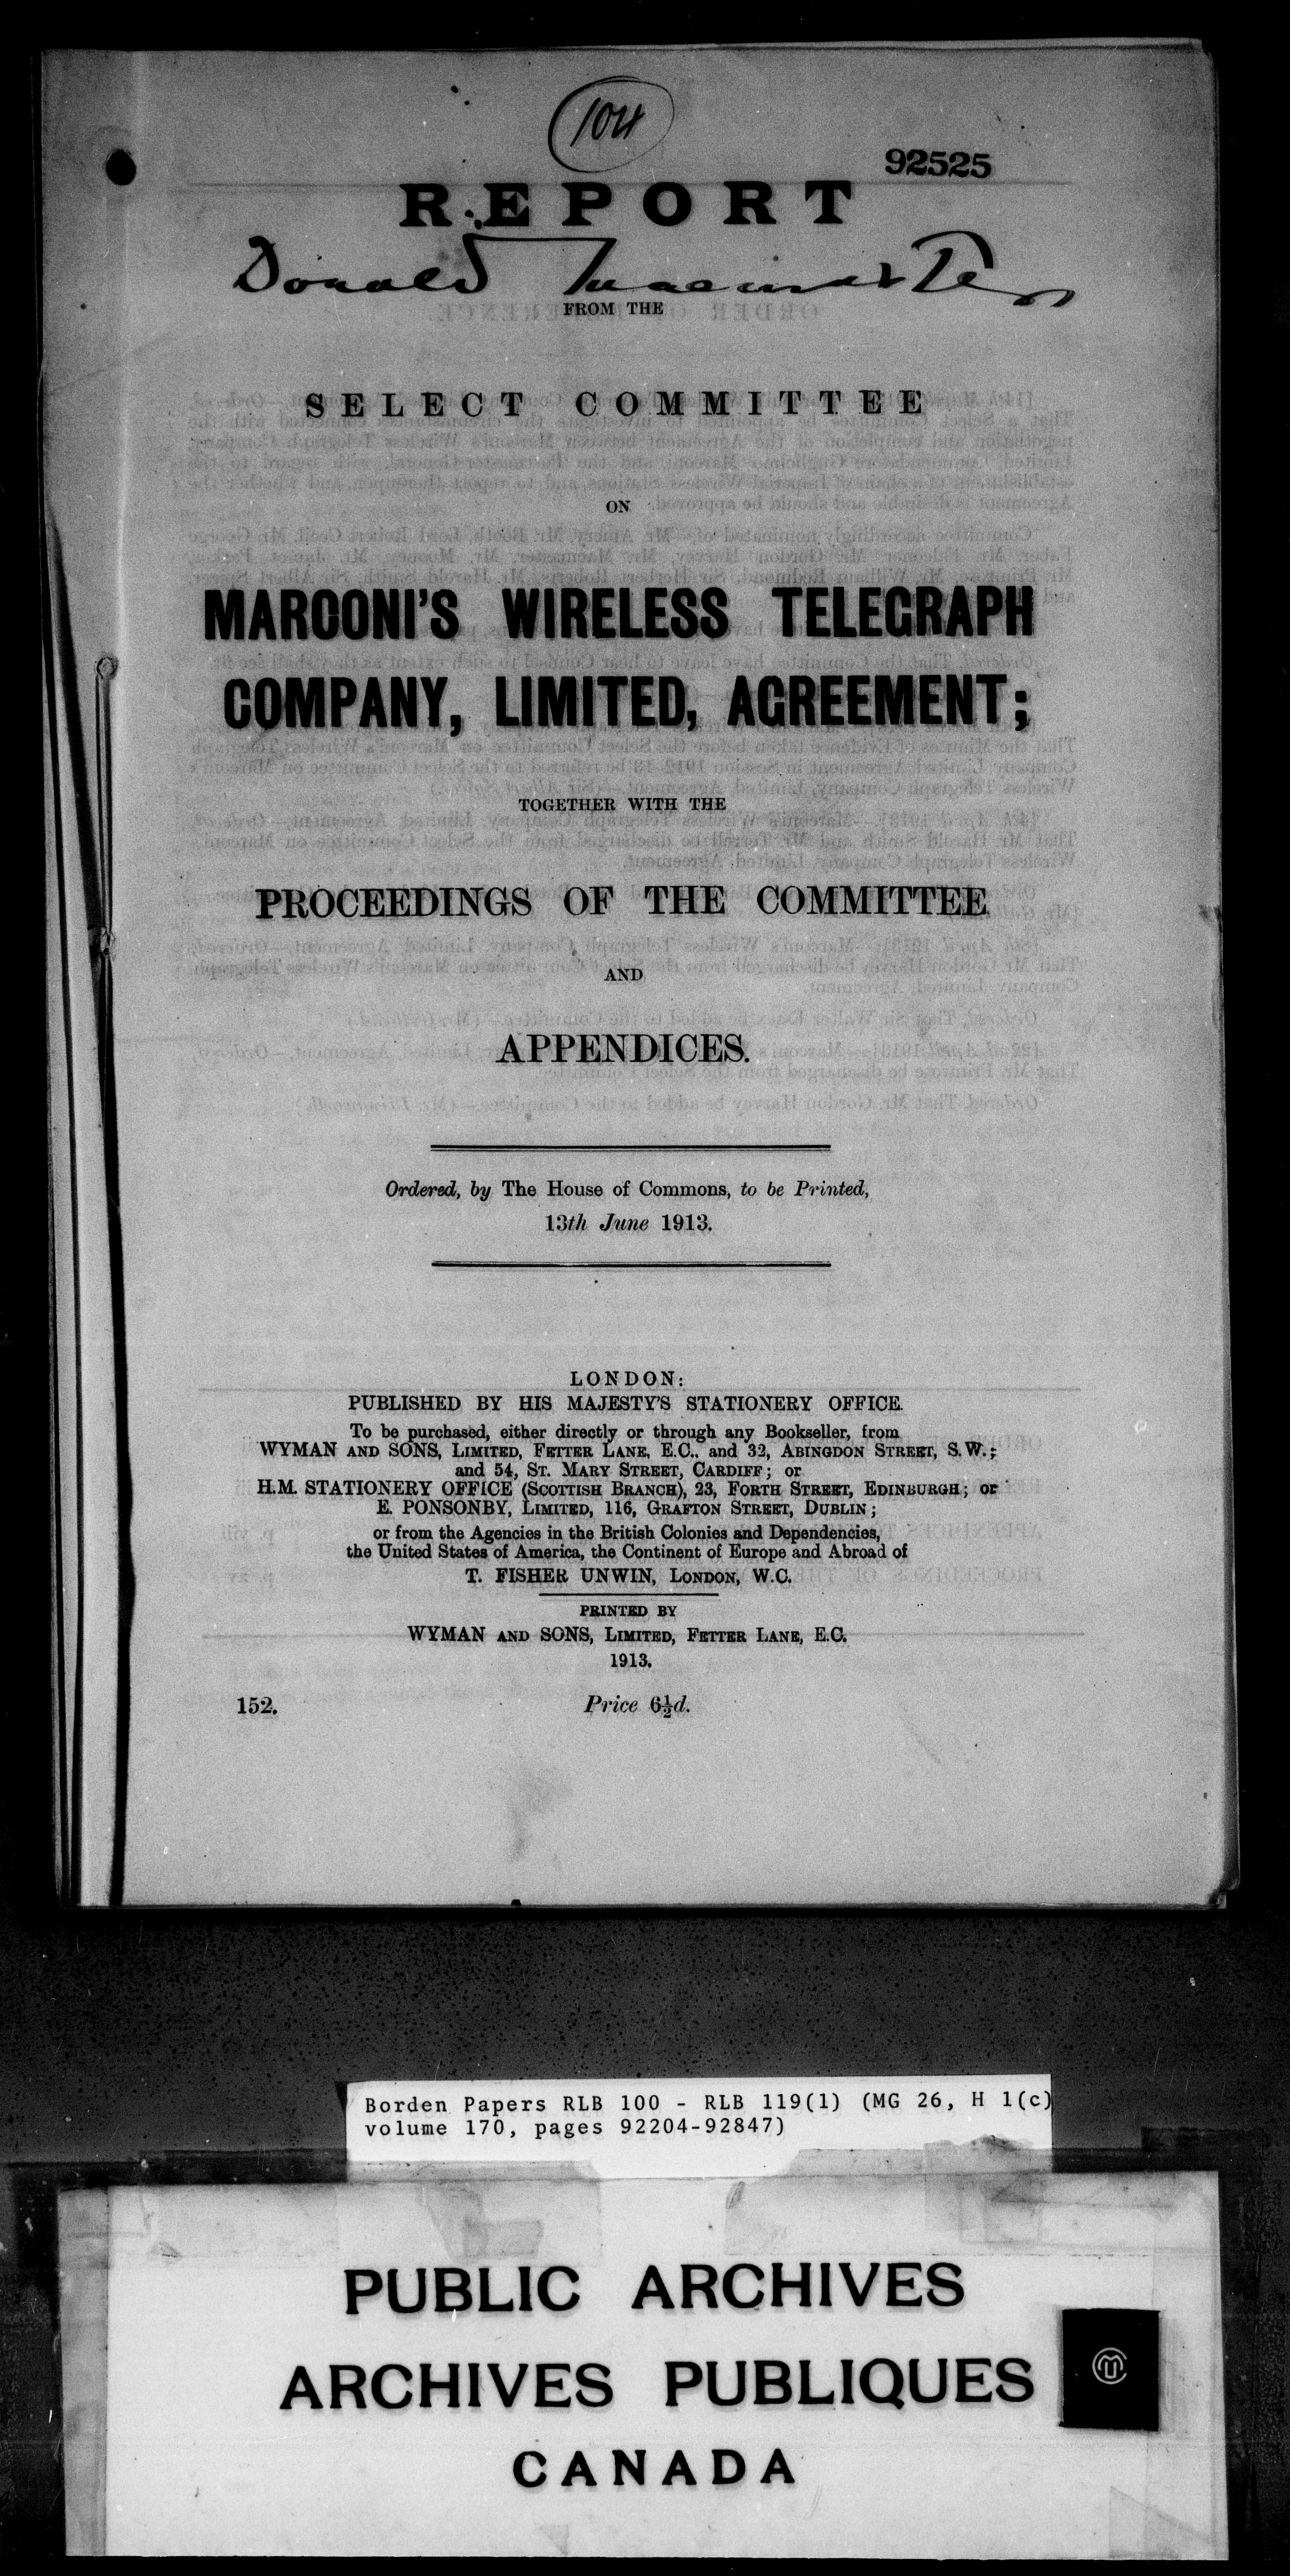 104
92525
REPORT
Donald Macmaster
FROM THE
SELECT COMMITTEE
ON
MARCONI'S WIRELESS TELEGRAPH
COMPANY, LIMITED, AGREEMENT;
TOGETHER WITH THE
PROCEEDINGS OF THE COMMITTEE
AND
APPENDICES.
Ordered, by The House of Commons, to be Printed,
13th June 1913.
LONDON:
PUBLISHED BY HIS MAJESTY'S STATIONERY OFFICE.
To be purchased, either directly or through any Bookseller, from
WYMAN AND SONS, LIMITED, FETTER LANE, E.C., and 32, ABINGDON STREET, S.W.;
and 54, ST. MARY STREET, CARDIFF; or
H.M. STATIONERY OFFICE (SCOTTISH BRANCH), 23, FORTH STREET, EDINBURGH; or
E. PONSONBY, LIMITED, 116, GRAFTON STREET, DUBLIN;
or from the Agencies in the British Colonies and Dependencies,
the United States of America, the Continent of Europe and Abroad of
T. FISHER UNWIN, LONDON, W.C.
PRINTED BY
WYMAN AND SONS, LIMITED, FETTER LANE, E.C.
1913.
152.
Price 6½d.
Borden Papers RLB 100 - RLB 119(1) (MG 26, H 1(c)
volume 170, pages 92204-92847)
PUBLIC ARCHIVES
ARCHIVES PUBLIQUES
CANADA